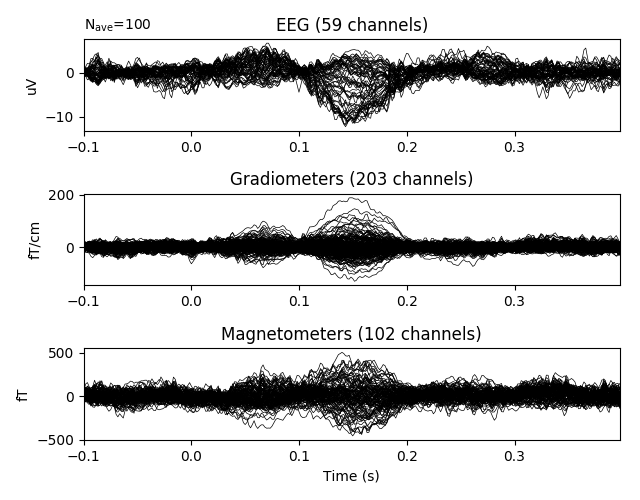 N_ave=100
EEG (59 channels)
uV
0
−10
−0.1 0.0 0.1 0.2 0.3
Gradiometers (203 channels)
fT/cm
200
0
−0.1 0.0 0.1 0.2 0.3
Magnetometers (102 channels)
fT
500
0
−500
−0.1 0.0 0.1 0.2 0.3
Time (s)